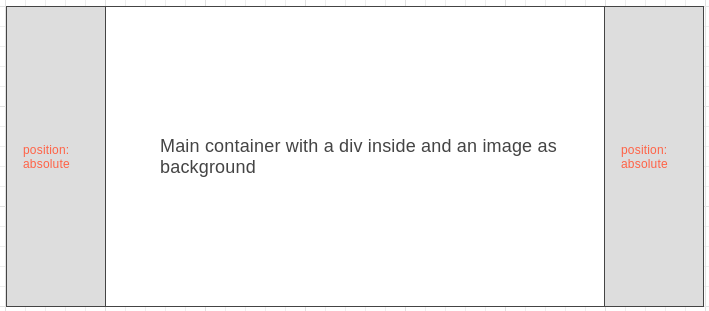 position:
absolute
Main container with a div inside and an image as
background
position:
absolute